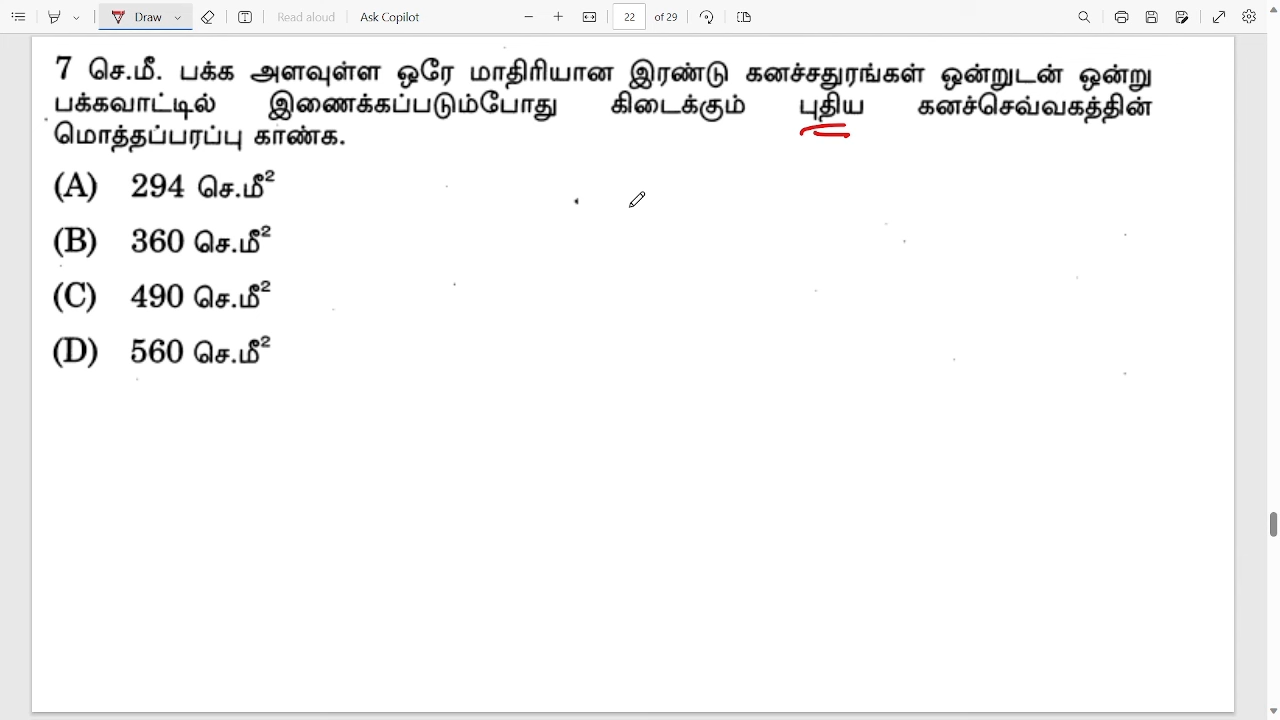 Draw
Read aloud
Ask Copilot
22 of 29
7 செ.மீ. பக்க அளவுள்ள ஒரே மாதிரியான இரண்டு கனச்சதுரங்கள் ஒன்றுடன் ஒன்று
பக்கவாட்டில் இணைக்கப்படும்போது கிடைக்கும் புதிய கனச்செவ்வகத்தின்
மொத்தப்பரப்பு காண்க.
(A) 294 செ.மீ²
(B) 360 செ.மீ²
(C) 490 செ.மீ²
(D) 560 செ.மீ²